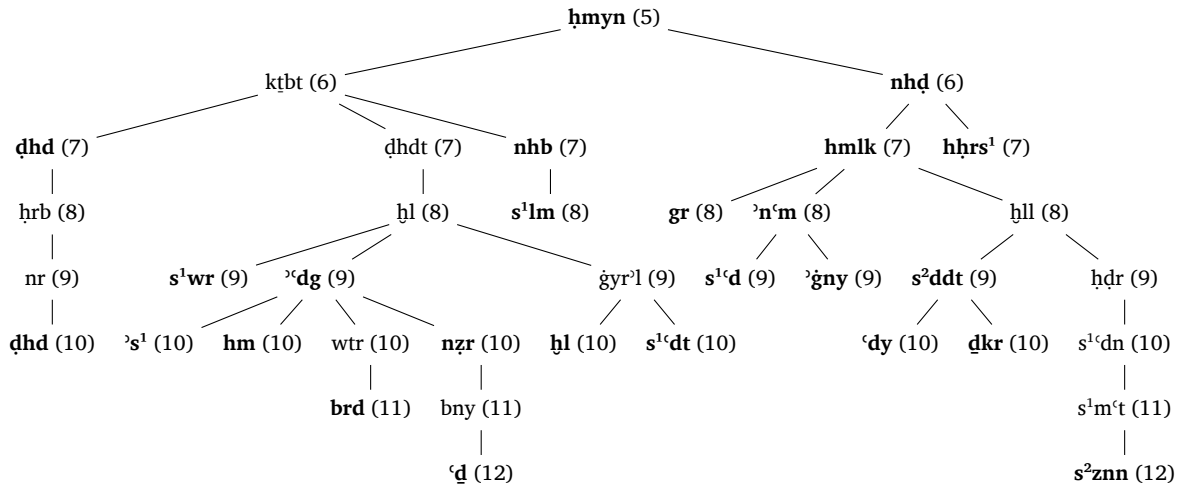 ḥmyn (5)
kṯbt (6) nhḍ (6)
ḍhd (7) ḍhdt (7) nhb (7) hmlk (7) hḥrs¹ (7)
ḥrb (8) ḫl (8) s¹lm (8) gr (8) ʾnʿm (8) ḫll (8)
nr (9) s¹wr (9) ʾʿdg (9) ġyrʾl (9) s¹ʿd (9) ʾġny (9) s²ddt (9) ḥḍr (9)
ḍhd (10) ʾs¹ (10) hm (10) wtr (10) nẓr (10) ḫl (10) s¹ʿdt (10) ʿdy (10) ḏkr (10) s¹ʿdn (10)
brd (11) bny (11) s¹mʿt (11)
ʿḏ (12) s²znn (12)